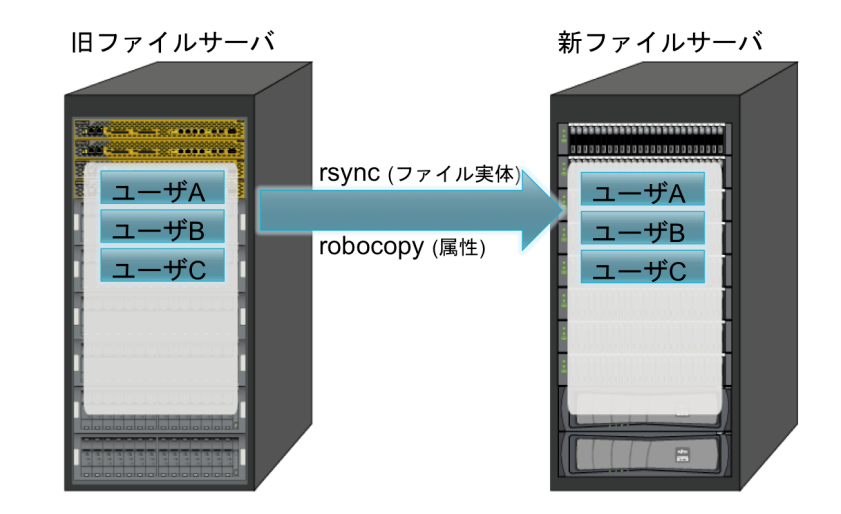 旧ファイルサーバ
新ファイルサーバ
rsync (ファイル実体)
robocopy (属性)
ユーザA
ユーザB
ユーザC
ユーザA
ユーザB
ユーザC